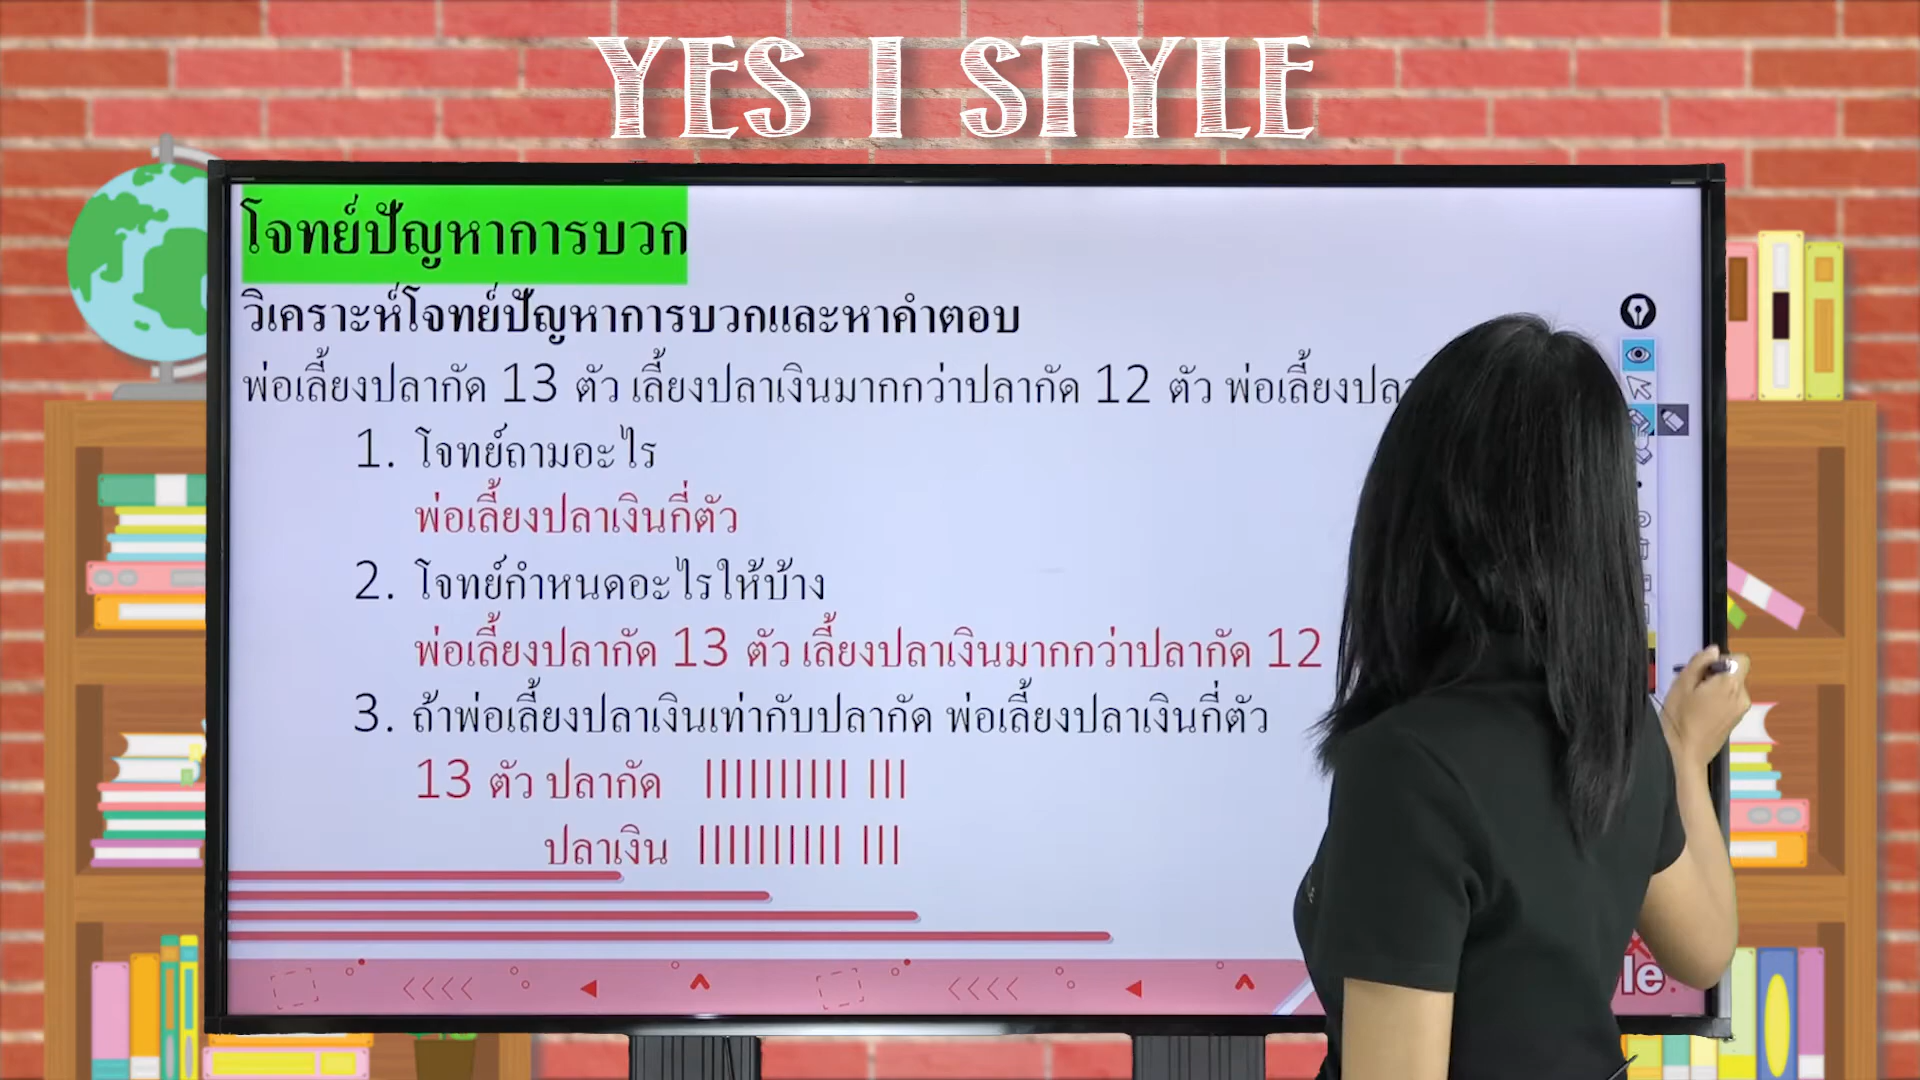 YES I STYLE
โจทย์ปัญหาการบวก
วิเคราะห์โจทย์ปัญหาการบวกและหาคำตอบ
พ่อเลี้ยงปลากัด 13 ตัว เลี้ยงปลาเงินมากกว่าปลากัด 12 ตัว พ่อเลี้ยงปลา
1. โจทย์ถามอะไร
พ่อเลี้ยงปลาเงินกี่ตัว
2. โจทย์กำหนดอะไรให้บ้าง
พ่อเลี้ยงปลากัด 13 ตัว เลี้ยงปลาเงินมากกว่าปลากัด 12
3. ถ้าพ่อเลี้ยงปลาเงินเท่ากับปลากัด พ่อเลี้ยงปลาเงินกี่ตัว
13 ตัว ปลากัด |||||||||| |||
ปลาเงิน |||||||||| |||
le.